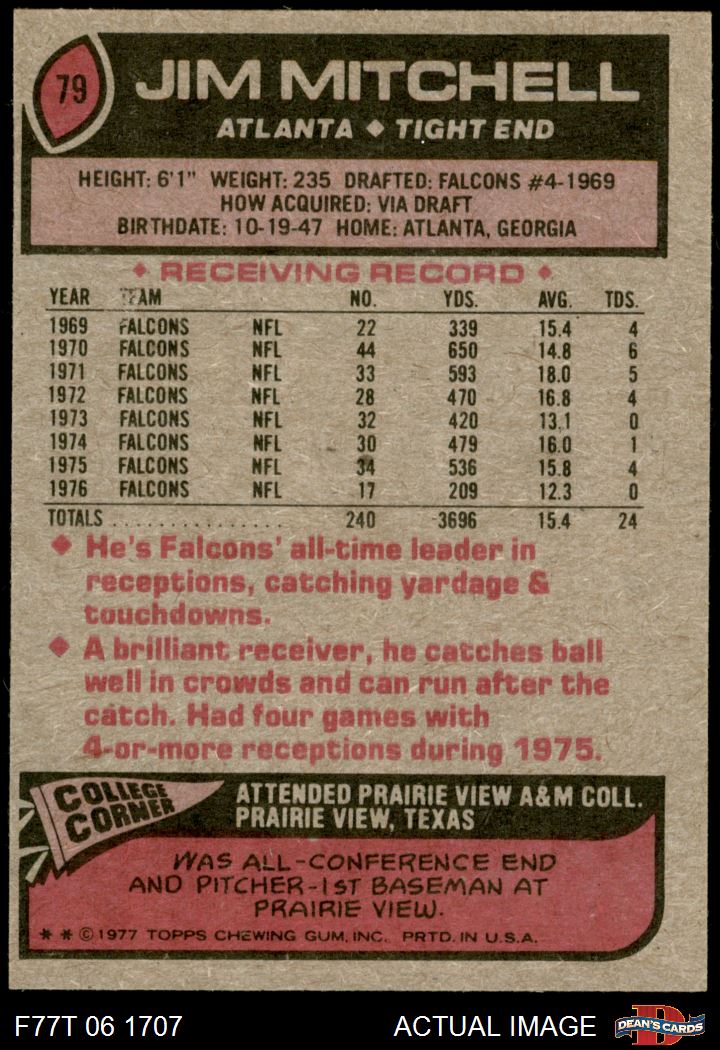 79
JIM MITCHELL
ATLANTA ◆ TIGHT END
HEIGHT: 6'1" WEIGHT: 235 DRAFTED: FALCONS #4-1969
HOW ACQUIRED: VIA DRAFT
BIRTHDATE: 10-19-47 HOME: ATLANTA, GEORGIA
◆ RECEIVING RECORD ◆
YEAR TEAM NO. YDS. AVG. TDS.
1969 FALCONS NFL 22 339 15.4 4
1970 FALCONS NFL 44 650 14.8 6
1971 FALCONS NFL 33 593 18.0 5
1972 FALCONS NFL 28 470 16.8 4
1973 FALCONS NFL 32 420 13.1 0
1974 FALCONS NFL 30 479 16.0 1
1975 FALCONS NFL 34 536 15.8 4
1976 FALCONS NFL 17 209 12.3 0
TOTALS . . . . . . . . . . . . . . . 240 3696 15.4 24
◆ He's Falcons' all-time leader in
receptions, catching yardage &
touchdowns.
◆ A brilliant receiver, he catches ball
well in crowds and can run after the
catch. Had four games with
4-or-more receptions during 1975.
COLLEGE
CORNER
ATTENDED PRAIRIE VIEW A&M COLL.
PRAIRIE VIEW, TEXAS
WAS ALL-CONFERENCE END
AND PITCHER-1ST BASEMAN AT
PRAIRIE VIEW.
* * © 1977 TOPPS CHEWING GUM, INC. PRTD. IN U.S.A.
F77T 06 1707 ACTUAL IMAGE
D
DEAN'S CARDS